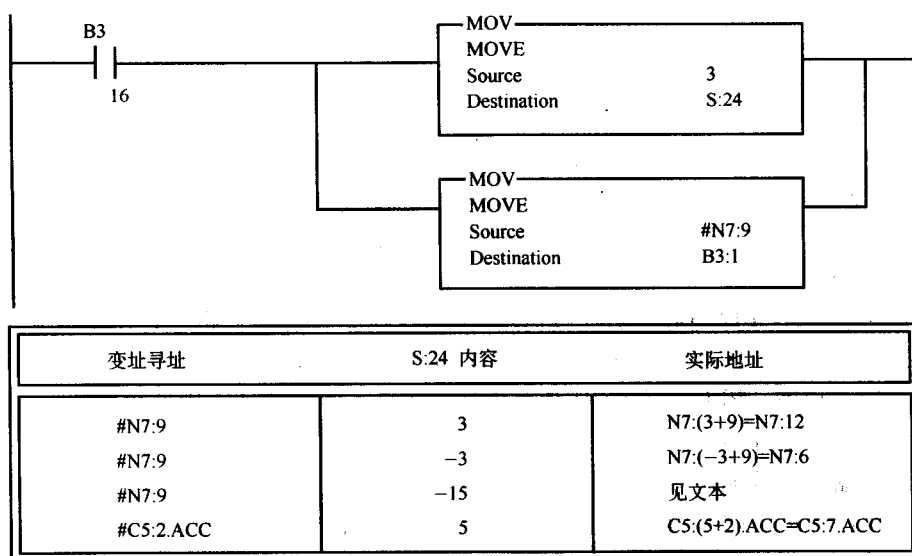 B3
16
MOV
MOVE
Source 3
Destination S:24
MOV
MOVE
Source #N7:9
Destination B3:1
变址寻址 S:24 内容 实际地址
#N7:9 3 N7:(3+9)=N7:12
#N7:9 −3 N7:(−3+9)=N7:6
#N7:9 −15 见文本
#C5:2.ACC 5 C5:(5+2).ACC=C5:7.ACC